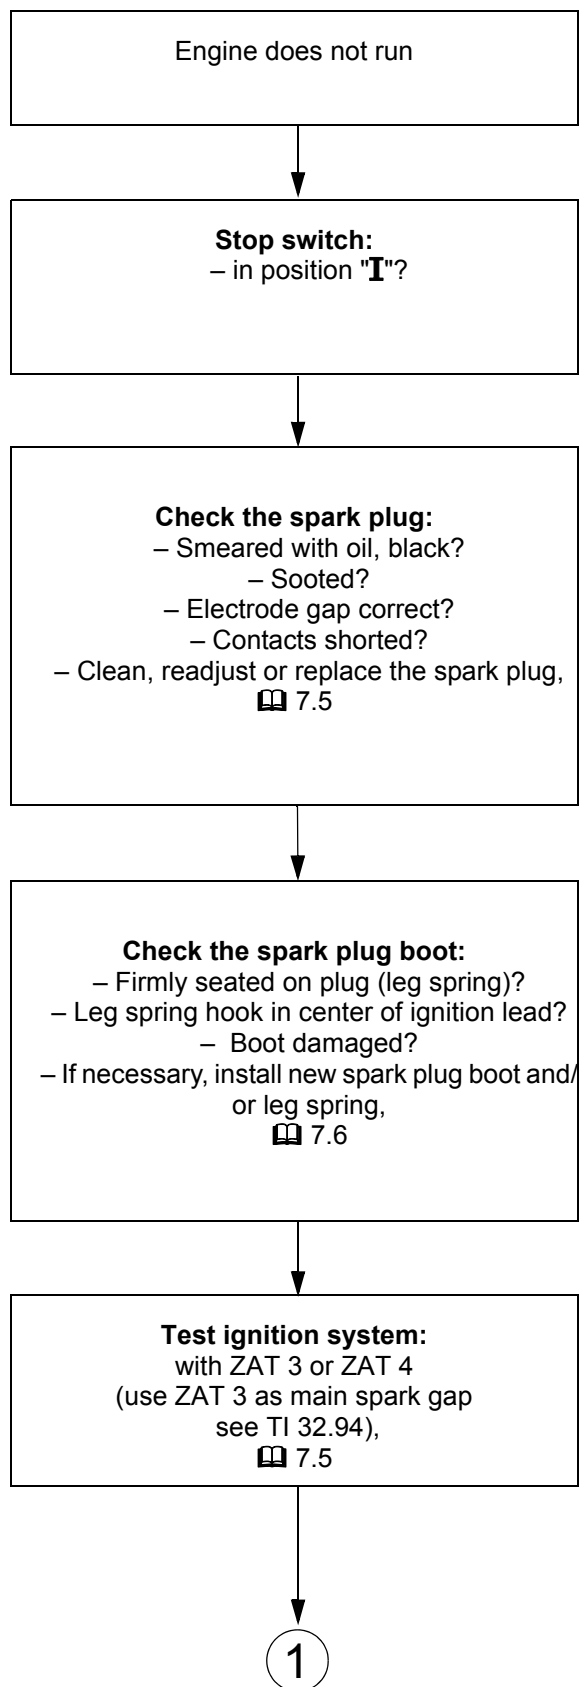 Engine does not run
Stop switch:
– in position "I"?
Check the spark plug:
– Smeared with oil, black?
– Sooted?
– Electrode gap correct?
– Contacts shorted?
– Clean, readjust or replace the spark plug,
7.5
Check the spark plug boot:
– Firmly seated on plug (leg spring)?
– Leg spring hook in center of ignition lead?
– Boot damaged?
– If necessary, install new spark plug boot and/
or leg spring,
7.6
Test ignition system:
with ZAT 3 or ZAT 4
(use ZAT 3 as main spark gap
see TI 32.94),
7.5
1